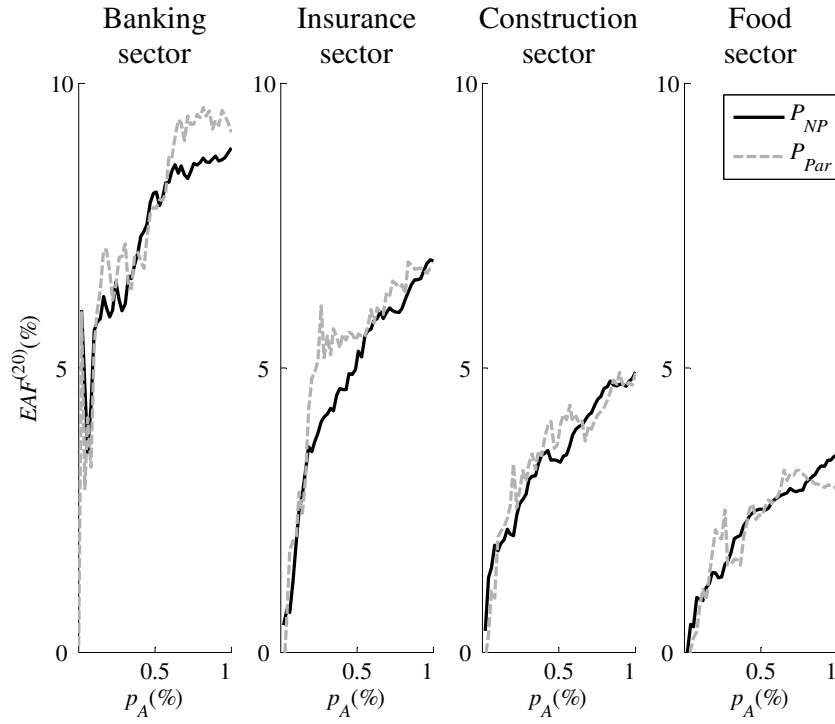 Banking
sector
Insurance
sector
Construction
sector
Food
sector
P_NP
P_Par
EAF^(20)(%)
10
5
0
0.5
1
p_A(%)
10
5
0
0.5
1
p_A(%)
10
5
0
0.5
1
p_A(%)
10
5
0
0.5
1
p_A(%)